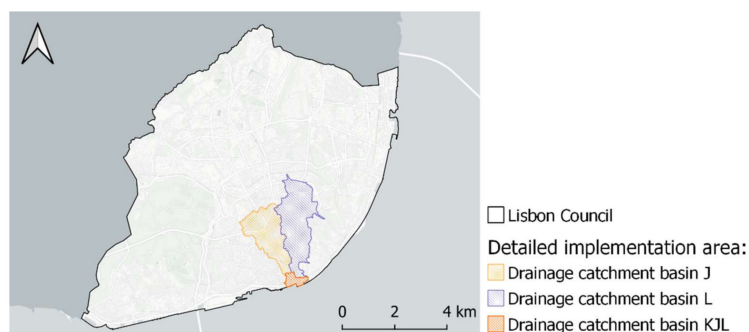 Lisbon Council
Detailed implementation area:
Drainage catchment basin J
Drainage catchment basin L
Drainage catchment basin KJL
0 2 4 km